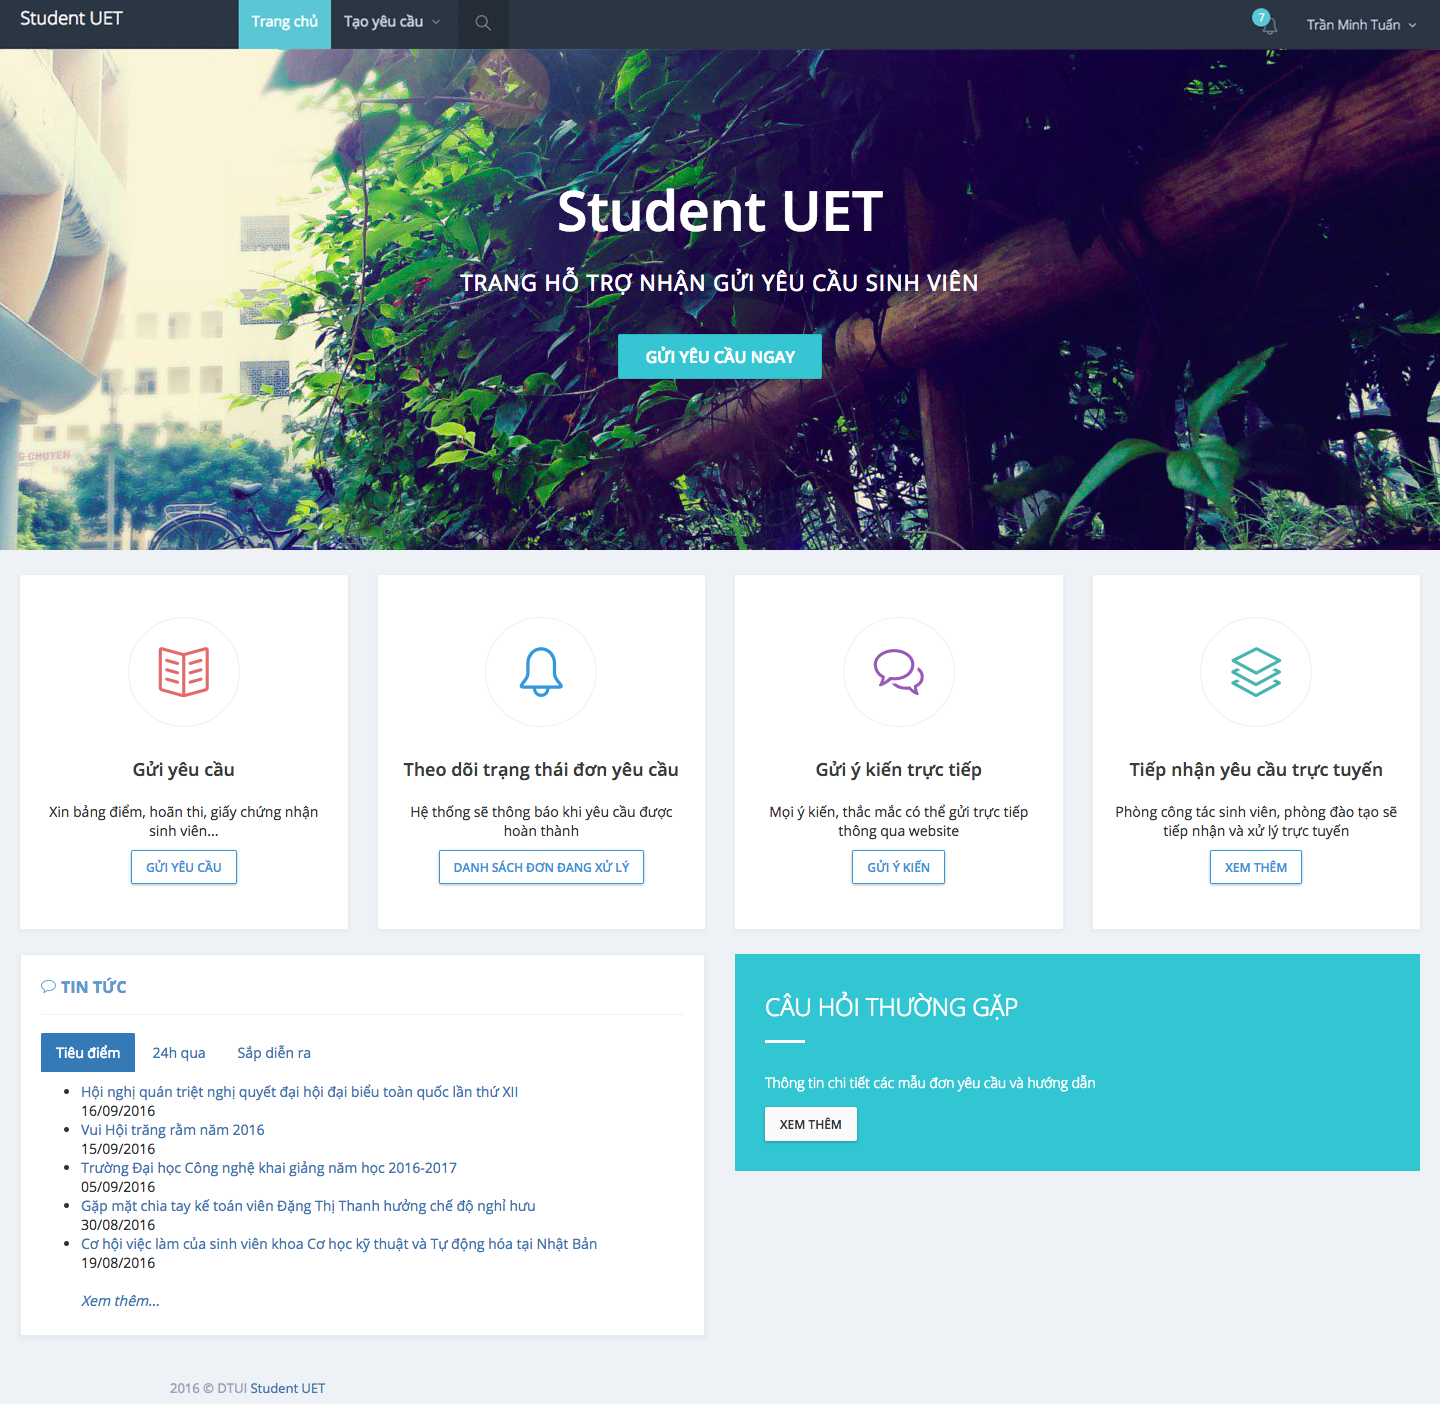 Student UET
Trang chủ
Tạo yêu cầu
7
Trần Minh Tuấn
Student UET
TRANG HỖ TRỢ NHẬN GỬI YÊU CẦU SINH VIÊN
GỬI YÊU CẦU NGAY
G CHUYEN
Gửi yêu cầu
Xin bảng điểm, hoãn thi, giấy chứng nhận
sinh viên...
GỬI YÊU CẦU
Theo dõi trạng thái đơn yêu cầu
Hệ thống sẽ thông báo khi yêu cầu được
hoàn thành
DANH SÁCH ĐƠN ĐANG XỬ LÝ
Gửi ý kiến trực tiếp
Mọi ý kiến, thắc mắc có thể gửi trực tiếp
thông qua website
GỬI Ý KIẾN
Tiếp nhận yêu cầu trực tuyến
Phòng công tác sinh viên, phòng đào tạo sẽ
tiếp nhận và xử lý trực tuyến
XEM THÊM
TIN TỨC
Tiêu điểm
24h qua
Sắp diễn ra
Hội nghị quán triệt nghị quyết đại hội đại biểu toàn quốc lần thứ XII
16/09/2016
Vui Hội trăng rằm năm 2016
15/09/2016
Trường Đại học Công nghệ khai giảng năm học 2016-2017
05/09/2016
Gặp mặt chia tay kế toán viên Đặng Thị Thanh hưởng chế độ nghỉ hưu
30/08/2016
Cơ hội việc làm của sinh viên khoa Cơ học kỹ thuật và Tự động hóa tại Nhật Bản
19/08/2016
Xem thêm...
CÂU HỎI THƯỜNG GẶP
Thông tin chi tiết các mẫu đơn yêu cầu và hướng dẫn
XEM THÊM
2016 © DTUI Student UET